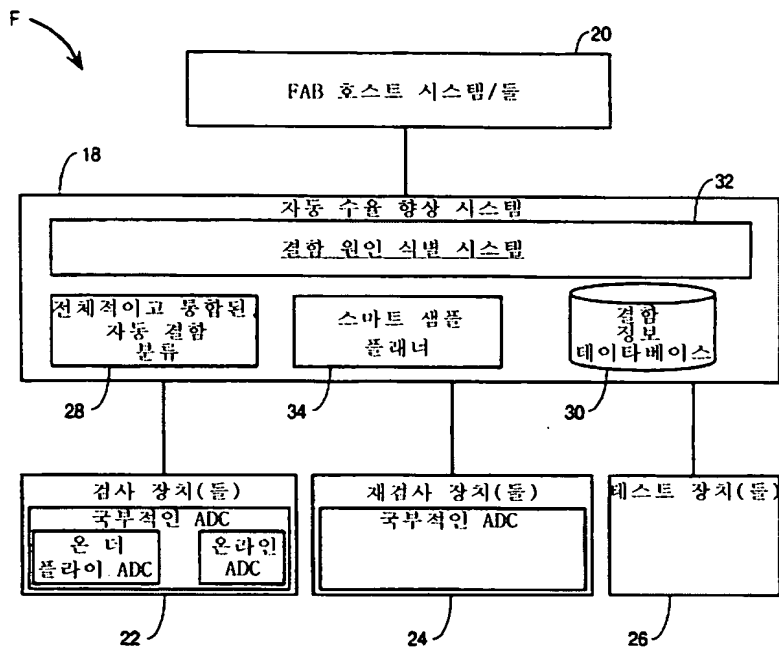 F
20
FAB 호스트 시스템/들
18
32
자동 수율 향상 시스템
결함 원인 식별 시스템
전체적이고 통합된
자동 결함
분류
스마트 샘플
플래너
결함
정보
데이타베이스
28
34
30
검사 장치(들)
국부적인 ADC
온 더
플라이 ADC
온라인
ADC
재검사 장치(들)
국부적인 ADC
테스트 장치(들)
22
24
26